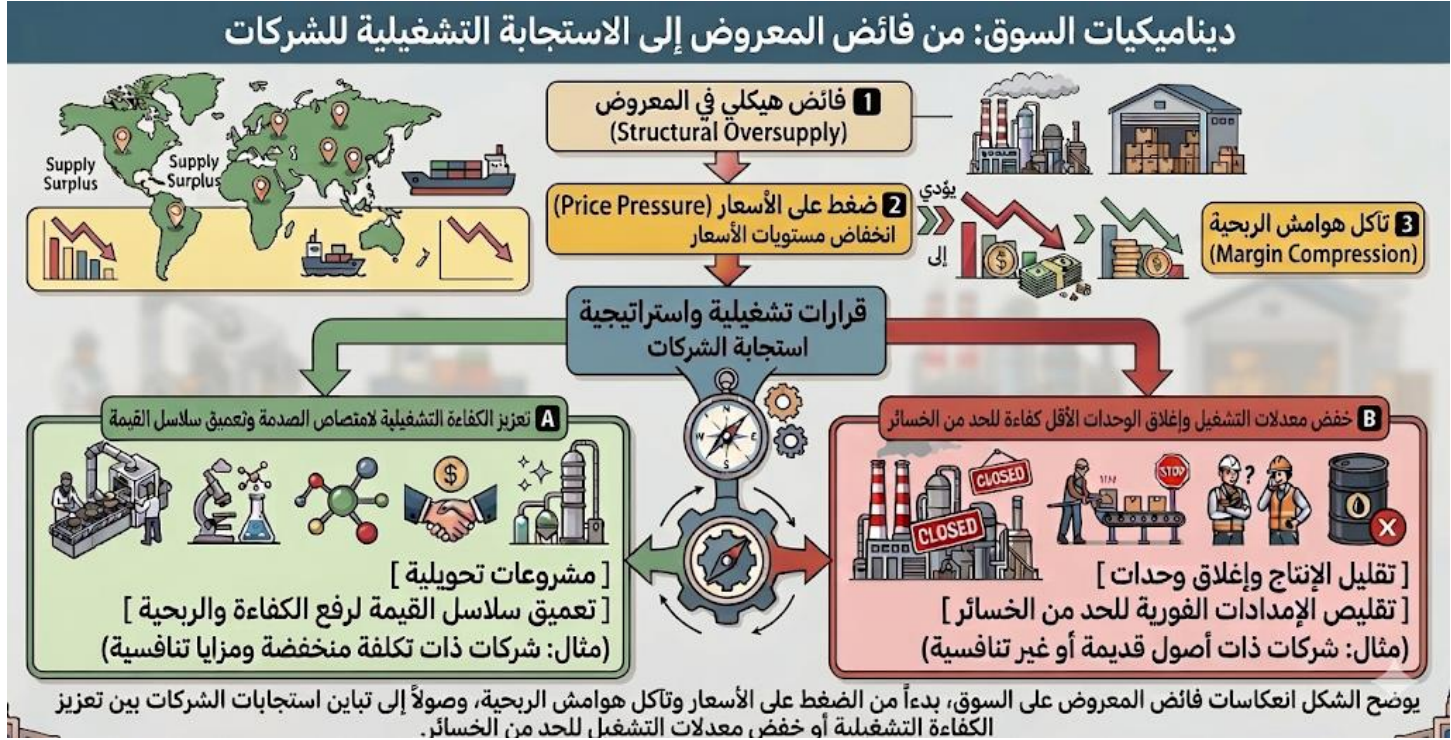 ديناميكيات السوق: من فائض المعروض إلى الاستجابة التشغيلية للشركات
1 فائض هيكلي في المعروض
(Structural Oversupply)
Supply
Surplus
Supply
Surplus
2 ضغط على الأسعار (Price Pressure)
انخفاض مستويات الأسعار
يؤدي
إلى
3 تآكل هوامش الربحية
(Margin Compression)
قرارات تشغيلية واستراتيجية
استجابة الشركات
N
W
E
S
A تعزيز الكفاءة التشغيلية لامتصاص الصدمة وتعميق سلاسل القيمة
[ مشروعات تحويلية ]
[ تعميق سلاسل القيمة لرفع الكفاءة والربحية ]
(مثال: شركات ذات تكلفة منخفضة ومزايا تنافسية)
B خفض معدلات التشغيل وإغلاق الوحدات الأقل كفاءة للحد من الخسائر
CLOSED
CLOSED
STOP
?
[ تقليل الإنتاج وإغلاق وحدات ]
[ تقليص الإمدادات الفورية للحد من الخسائر ]
(مثال: شركات ذات أصول قديمة أو غير تنافسية)
يوضح الشكل انعكاسات فائض المعروض على السوق، بدءاً من الضغط على الأسعار وتآكل هوامش الربحية، وصولاً إلى تباين استجابات الشركات بين تعزيز
الكفاءة التشغيلية أو خفض معدلات التشغيل للحد من الخسائر.